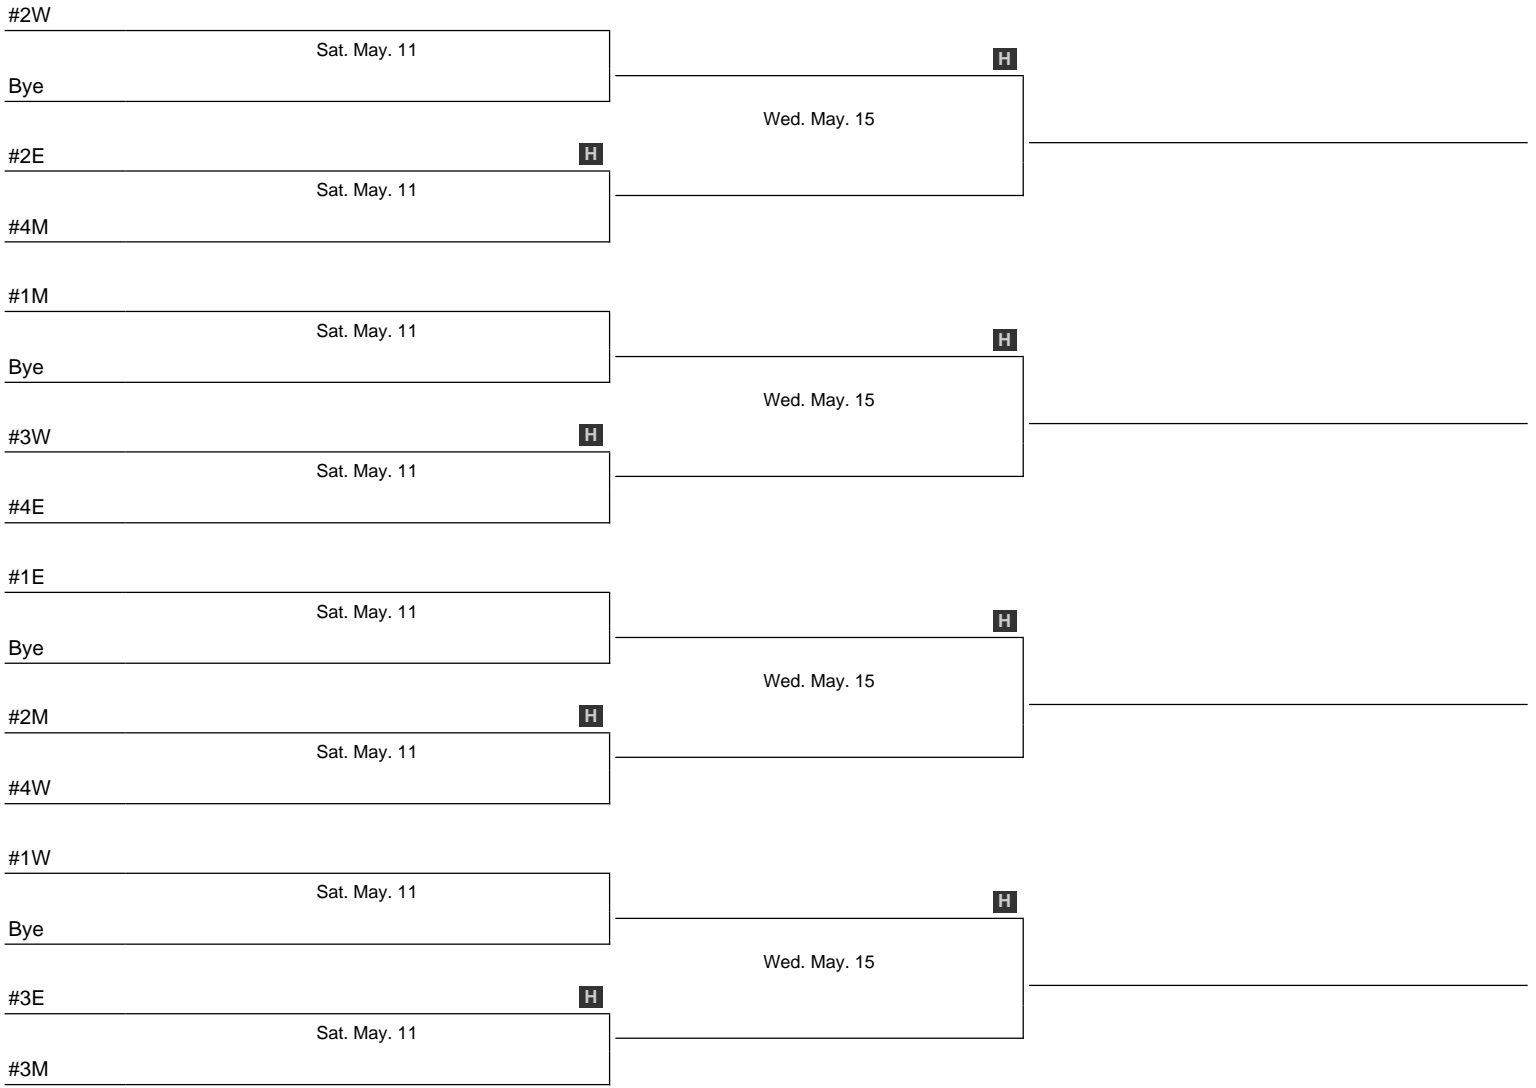 #2W
Sat. May. 11
H
Bye
Wed. May. 15
#2E H
Sat. May. 11
#4M
#1M
Sat. May. 11
H
Bye
Wed. May. 15
#3W H
Sat. May. 11
#4E
#1E
Sat. May. 11
H
Bye
Wed. May. 15
#2M H
Sat. May. 11
#4W
#1W
Sat. May. 11
H
Bye
Wed. May. 15
#3E H
Sat. May. 11
#3M